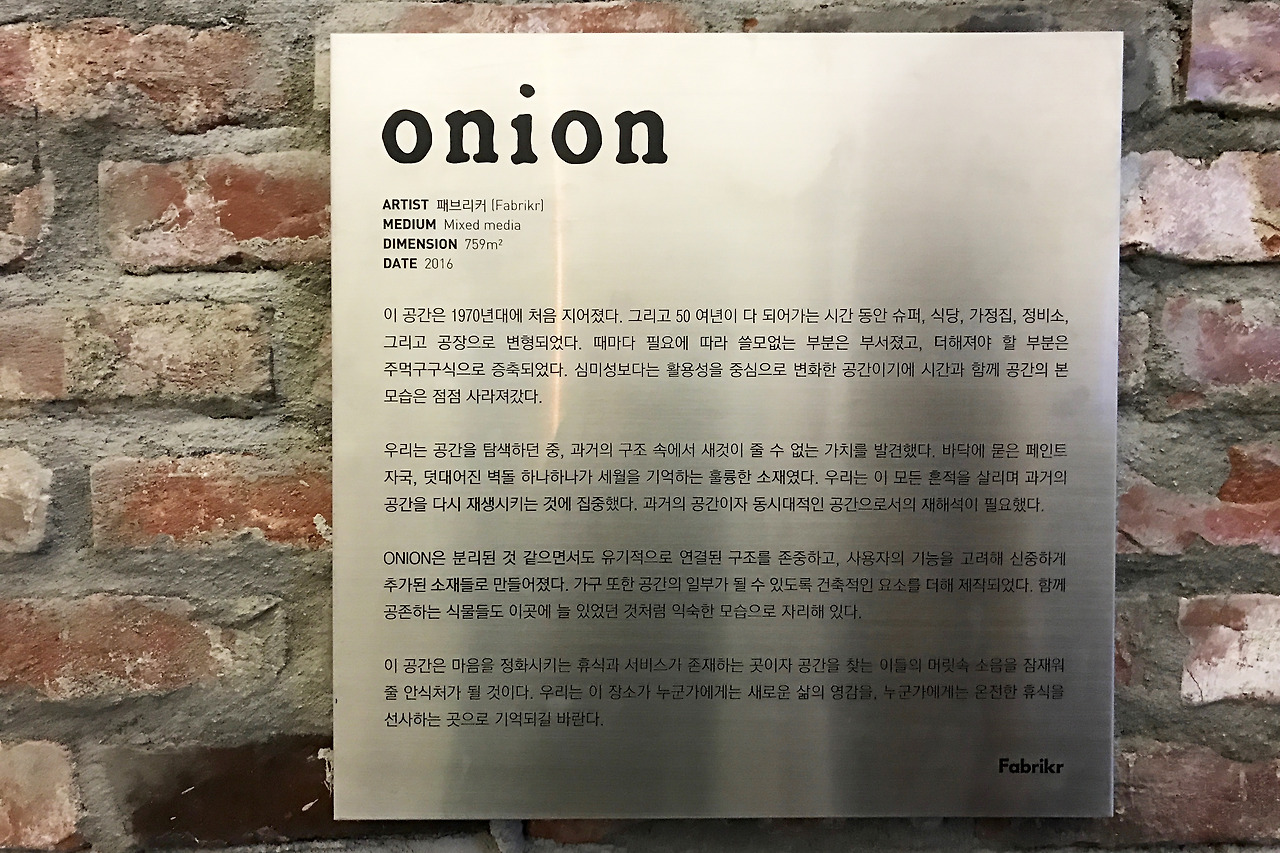 onion
ARTIST 패브리커 (Fabrikr)
MEDIUM Mixed media
DIMENSION 759m²
DATE 2016
이 공간은 1970년대에 처음 지어졌다. 그리고 50 여년이 다 되어가는 시간 동안 슈퍼, 식당, 가정집, 정비소,
그리고 공장으로 변형되었다. 때마다 필요에 따라 쓸모없는 부분은 부서졌고, 더해져야 할 부분은
주먹구구식으로 증축되었다. 심미성보다는 활용성을 중심으로 변화한 공간이기에 시간과 함께 공간의 본
모습은 점점 사라져갔다.
우리는 공간을 탐색하던 중, 과거의 구조 속에서 새것이 줄 수 없는 가치를 발견했다. 바닥에 묻은 페인트
자국, 덧대어진 벽돌 하나하나가 세월을 기억하는 훌륭한 소재였다. 우리는 이 모든 흔적을 살리며 과거의
공간을 다시 재생시키는 것에 집중했다. 과거의 공간이자 동시대적인 공간으로서의 재해석이 필요했다.
ONION은 분리된 것 같으면서도 유기적으로 연결된 구조를 존중하고, 사용자의 기능을 고려해 신중하게
추가된 소재들로 만들어졌다. 가구 또한 공간의 일부가 될 수 있도록 건축적인 요소를 더해 제작되었다. 함께
공존하는 식물들도 이곳에 늘 있었던 것처럼 익숙한 모습으로 자리해 있다.
이 공간은 마음을 정화시키는 휴식과 서비스가 존재하는 곳이자 공간을 찾는 이들의 머릿속 소음을 잠재워
줄 안식처가 될 것이다. 우리는 이 장소가 누군가에게는 새로운 삶의 영감을, 누군가에게는 온전한 휴식을
선사하는 곳으로 기억되길 바란다.
Fabrikr